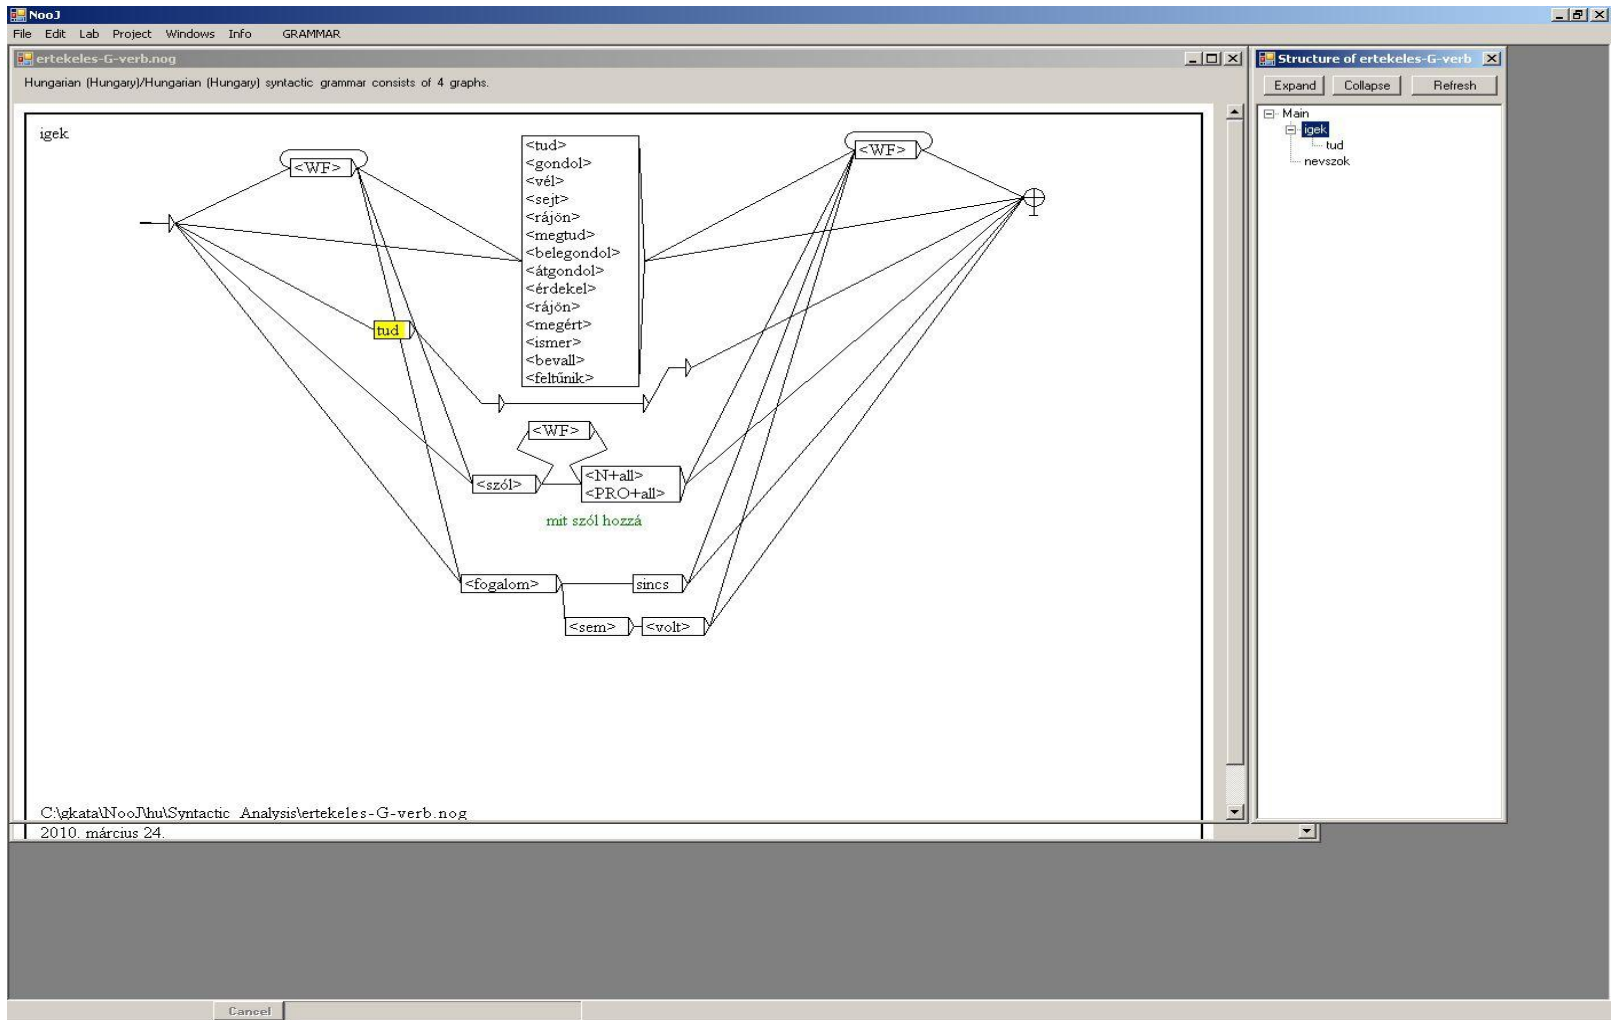 NooJ
File Edit Lab Project Windows Info GRAMMAR
ertekeles-G-verb.nog
Hungarian (Hungary)/Hungarian (Hungary) syntactic grammar consists of 4 graphs.
igek
<WF>
<tud>
<gondol>
<vél>
<sejt>
<rájön>
<megtud>
<belegondol>
<átgondol>
<érdekel>
<rájön>
<megért>
<ismer>
<bevall>
<feltűnik>
<WF>
tud
<WF>
<szól>
<N+all>
<PRO+all>
mit szól hozzá
<fogalom>
sincs
<sem>
<volt>
C:\gkata\NooJ\hu\Syntactic Analysis\ertekeles-G-verb.nog
2010. március 24.
Structure of ertekeles-G-verb
Expand Collapse Refresh
Main
igek
tud
nevszok
Cancel